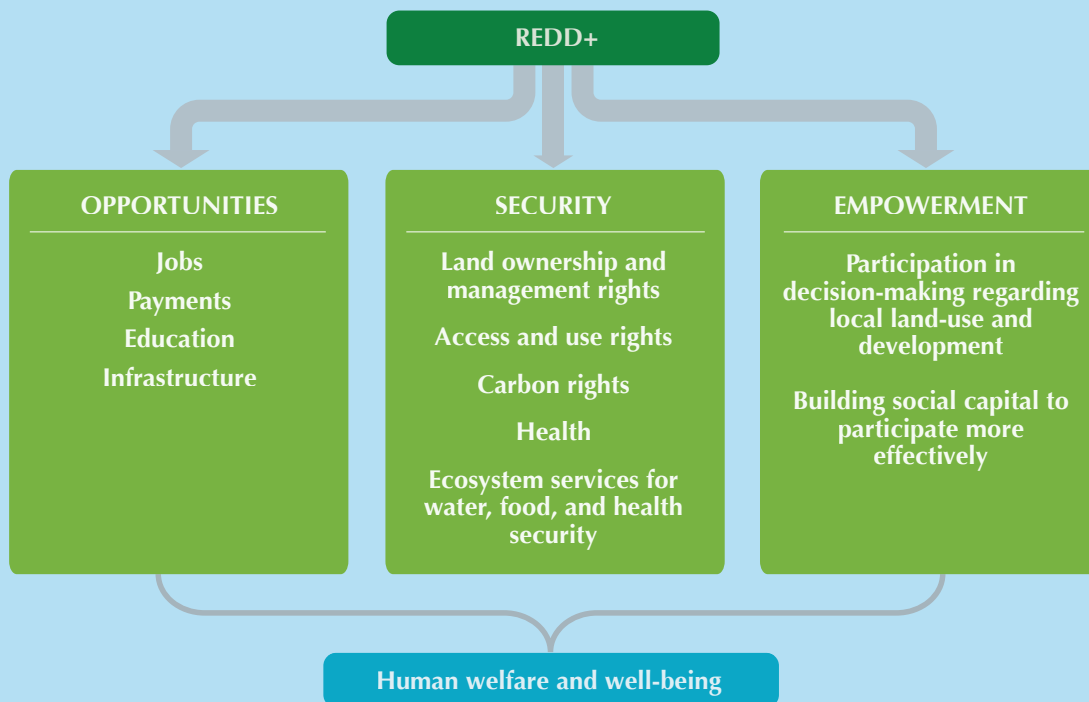 REDD+
OPPORTUNITIES
Jobs
Payments
Education
Infrastructure
SECURITY
Land ownership and
management rights
Access and use rights
Carbon rights
Health
Ecosystem services for
water, food, and health
security
EMPOWERMENT
Participation in
decision-making regarding
local land-use and
development
Building social capital to
participate more
effectively
Human welfare and well-being